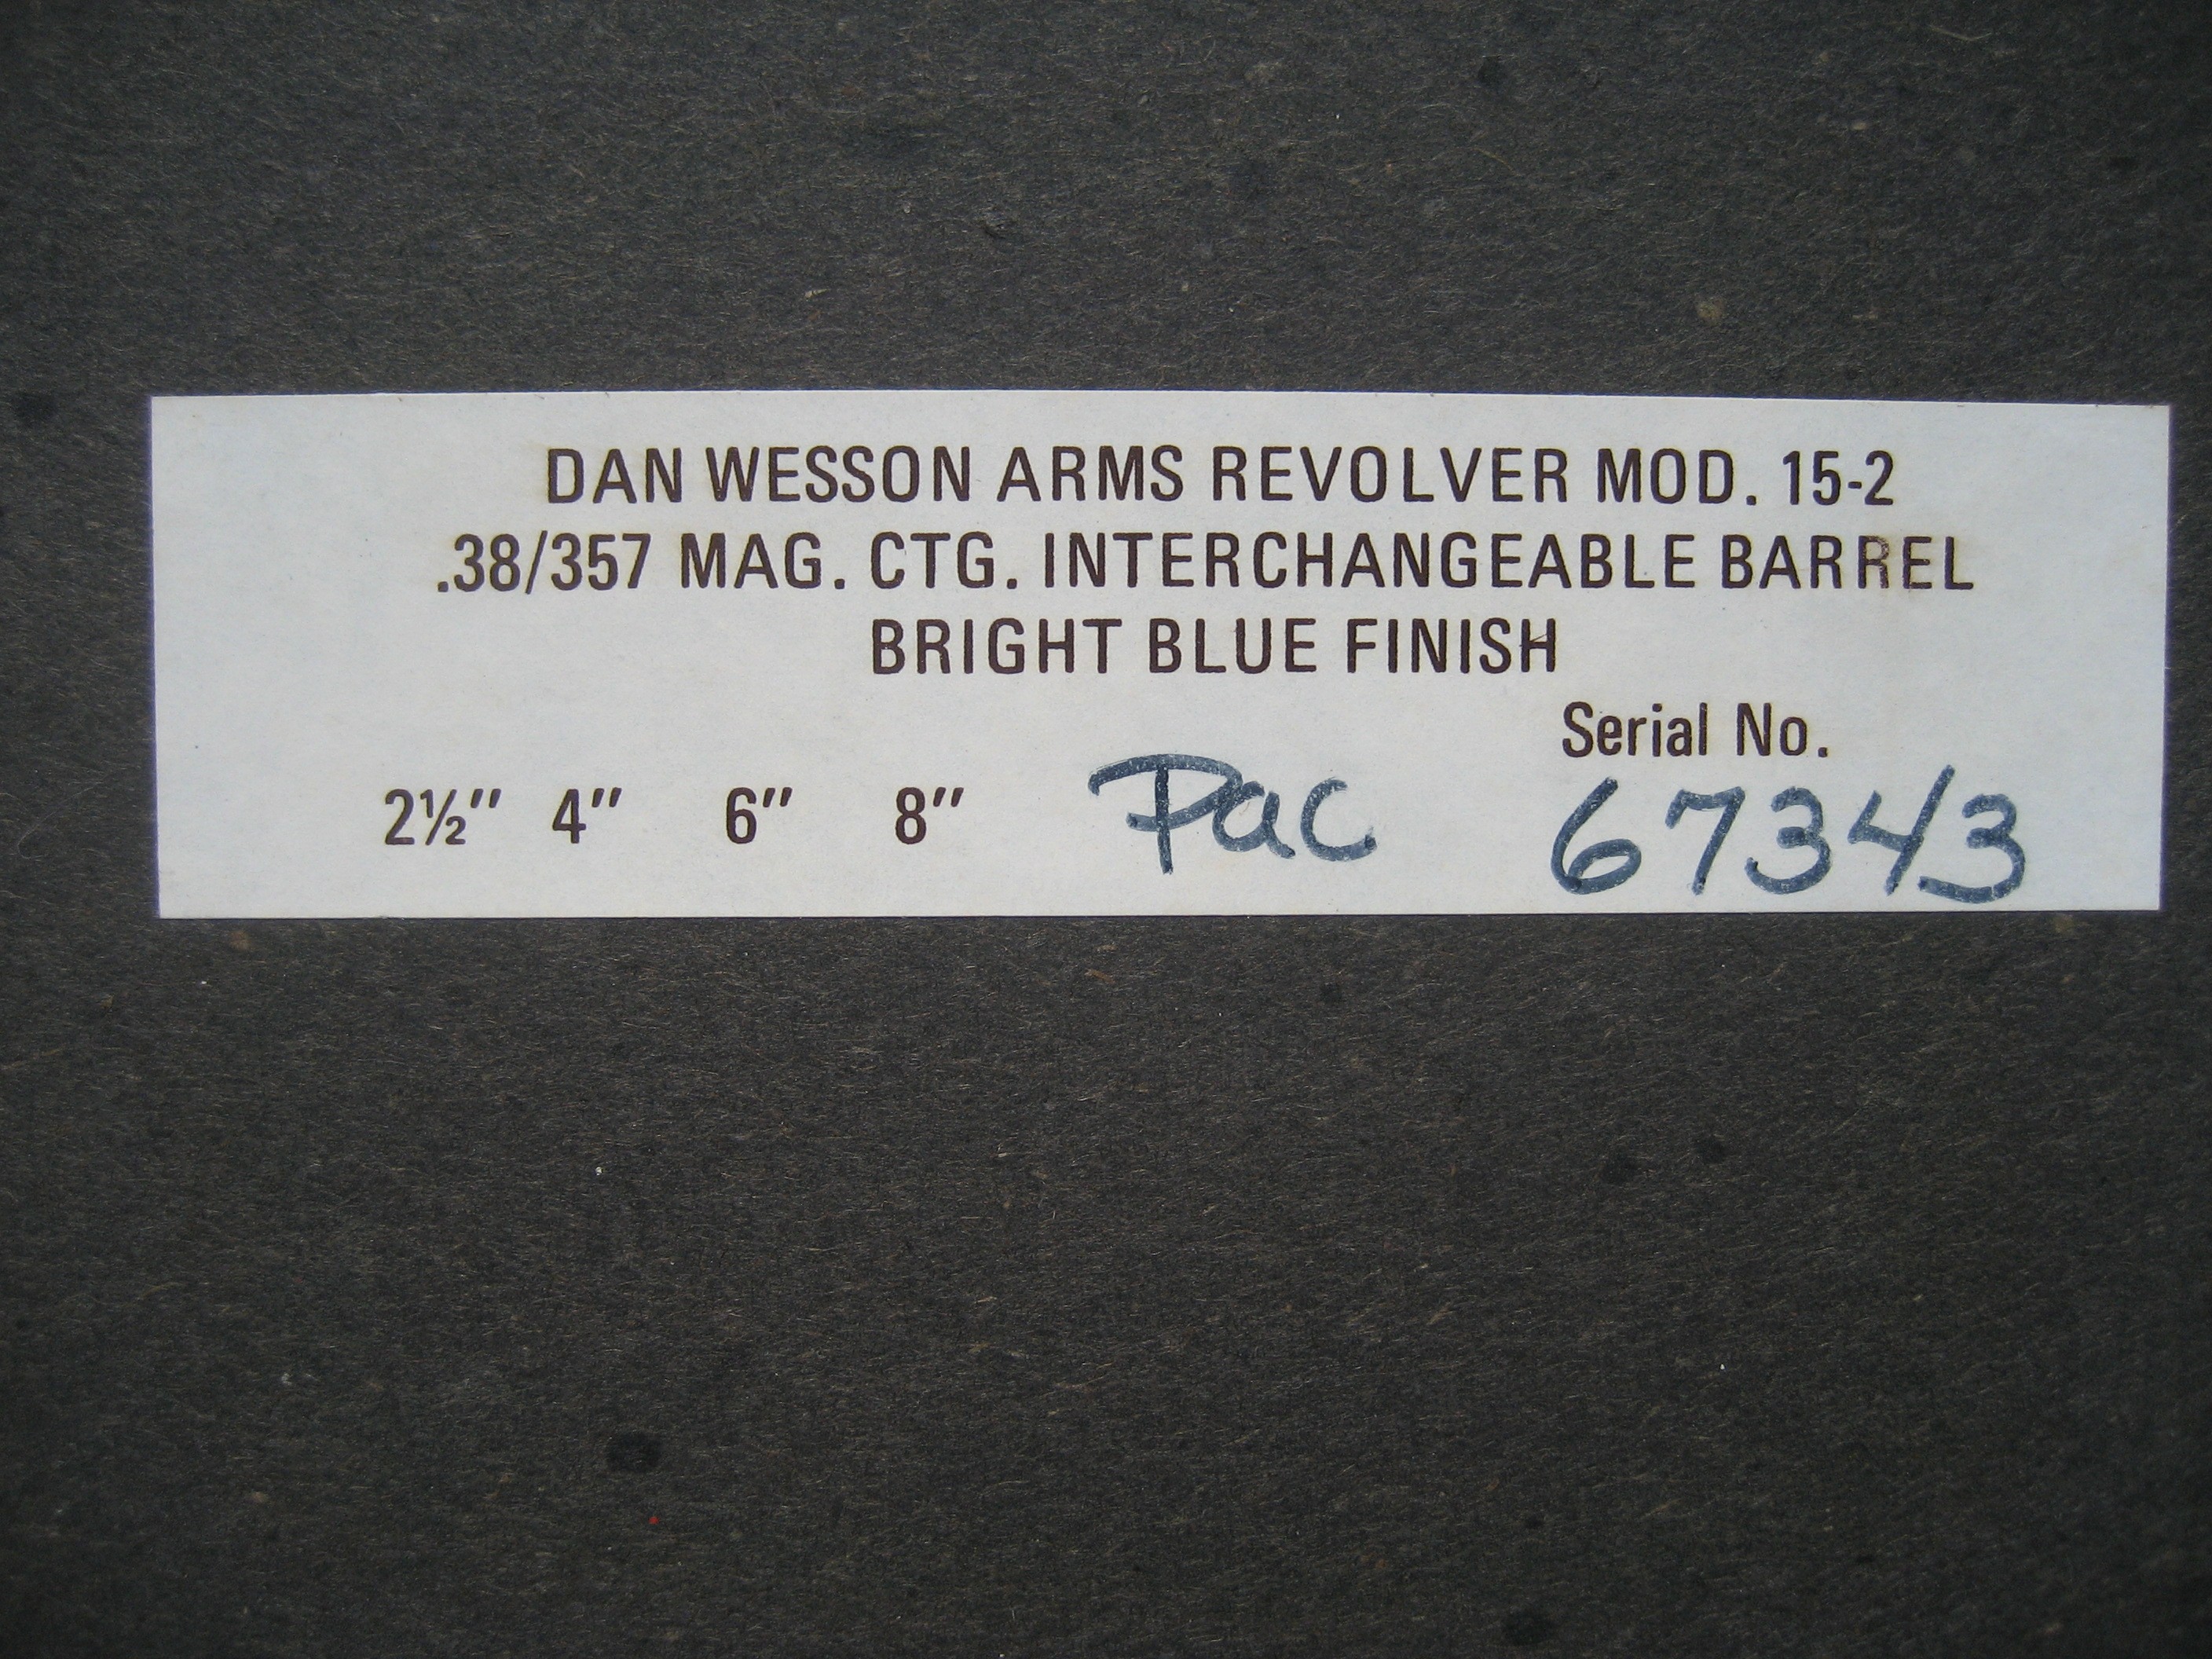 DAN WESSON ARMS REVOLVER MOD. 15-2
.38/357 MAG. CTG. INTERCHANGEABLE BARREL
BRIGHT BLUE FINISH
Serial No.
2½" 4" 6" 8" Pac 67343